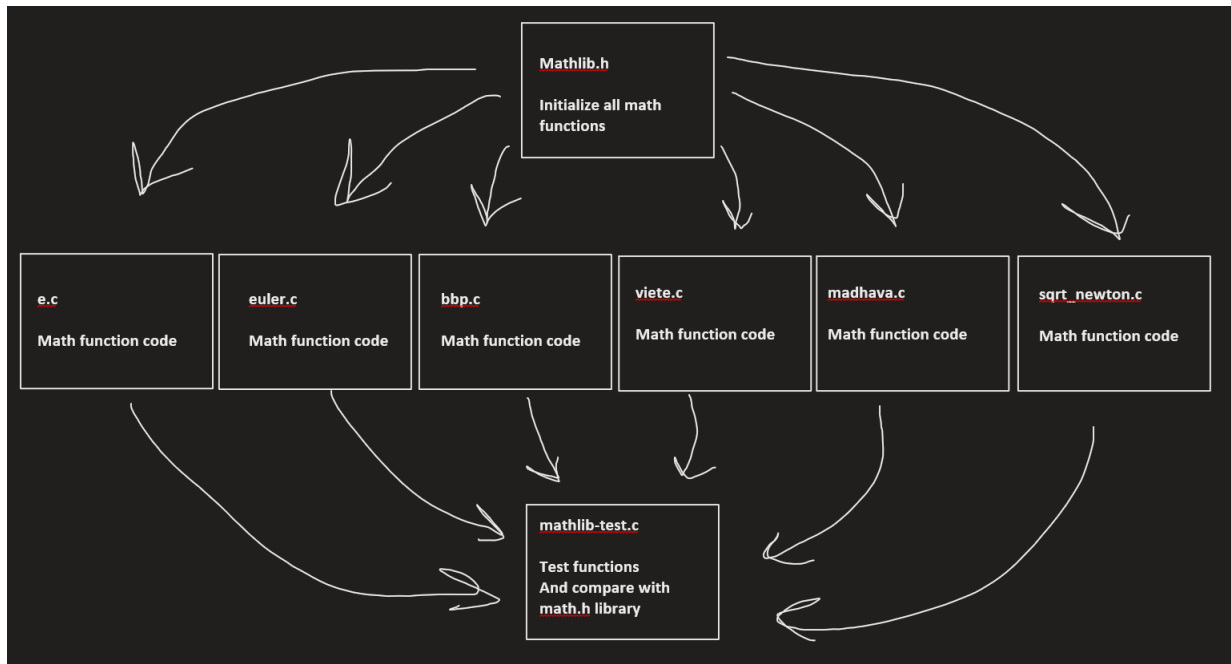 Mathlib.h
Initialize all math
functions
e.c
Math function code
euler.c
Math function code
bbp.c
Math function code
viete.c
Math function code
madhava.c
Math function code
sqrt_newton.c
Math function code
mathlib-test.c
Test functions
And compare with
math.h library